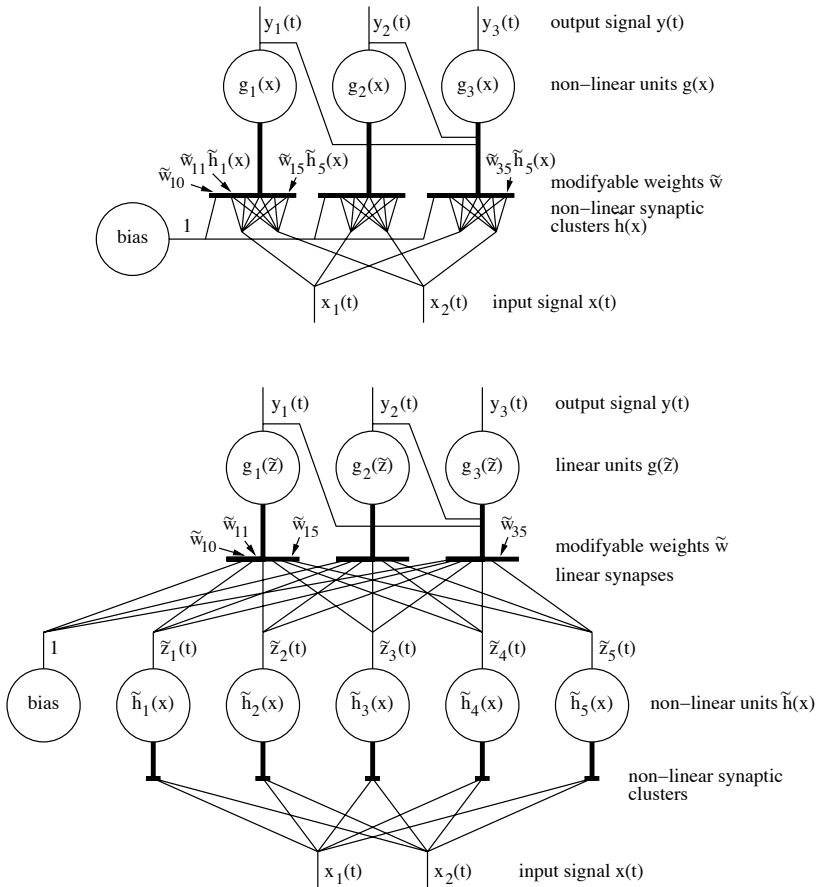 y1(t) y2(t) y3(t) output signal y(t)
g1(x) g2(x) g3(x) non−linear units g(x)
w̃10 w̃11 h̃1(x) w̃15 h̃5(x) w̃35 h̃5(x)
modifyable weights w̃
non−linear synaptic
clusters h̃(x)
bias 1
x1(t) x2(t) input signal x(t)
y1(t) y2(t) y3(t) output signal y(t)
g1(z̃) g2(z̃) g3(z̃) linear units g(z̃)
w̃10 w̃11 w̃15 w̃35
modifyable weights w̃
linear synapses
1 z̃1(t) z̃2(t) z̃3(t) z̃4(t) z̃5(t)
bias h̃1(x) h̃2(x) h̃3(x) h̃4(x) h̃5(x) non−linear units h̃(x)
non−linear synaptic
clusters
x1(t) x2(t) input signal x(t)